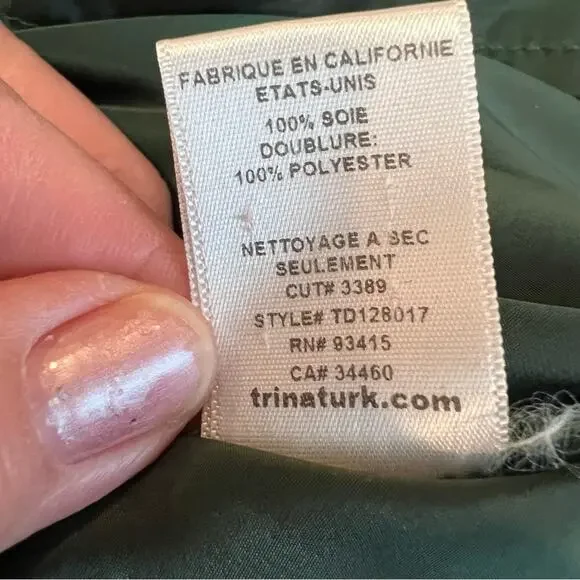 FABRIQUE EN CALIFORNIE
ETATS-UNIS
100% SOIE
DOUBLURE:
100% POLYESTER
NETTOYAGE A SEC
SEULEMENT
CUT# 3389
STYLE# TD128017
RN# 93415
CA# 34460
trinaturk.com